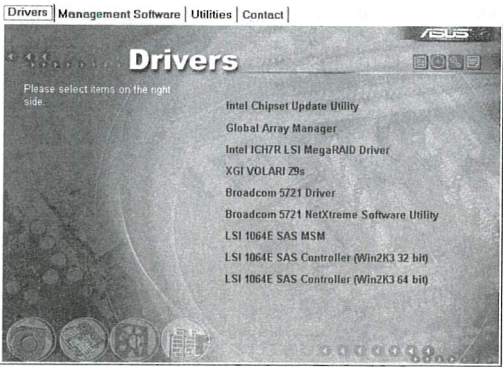 Drivers | Management Software | Utilities | Contact |
ASUS
Drivers
Please select items on the right
side.
Intel Chipset Update Utility
Global Array Manager
Intel ICH7R LSI MegaRAID Driver
XGI VOLARI Z9s
Broadcom 5721 Driver
Broadcom 5721 NetXtreme Software Utility
LSI 1064E SAS MSM
LSI 1064E SAS Controller (Win2K3 32 bit)
LSI 1064E SAS Controller (Win2K3 64 bit)